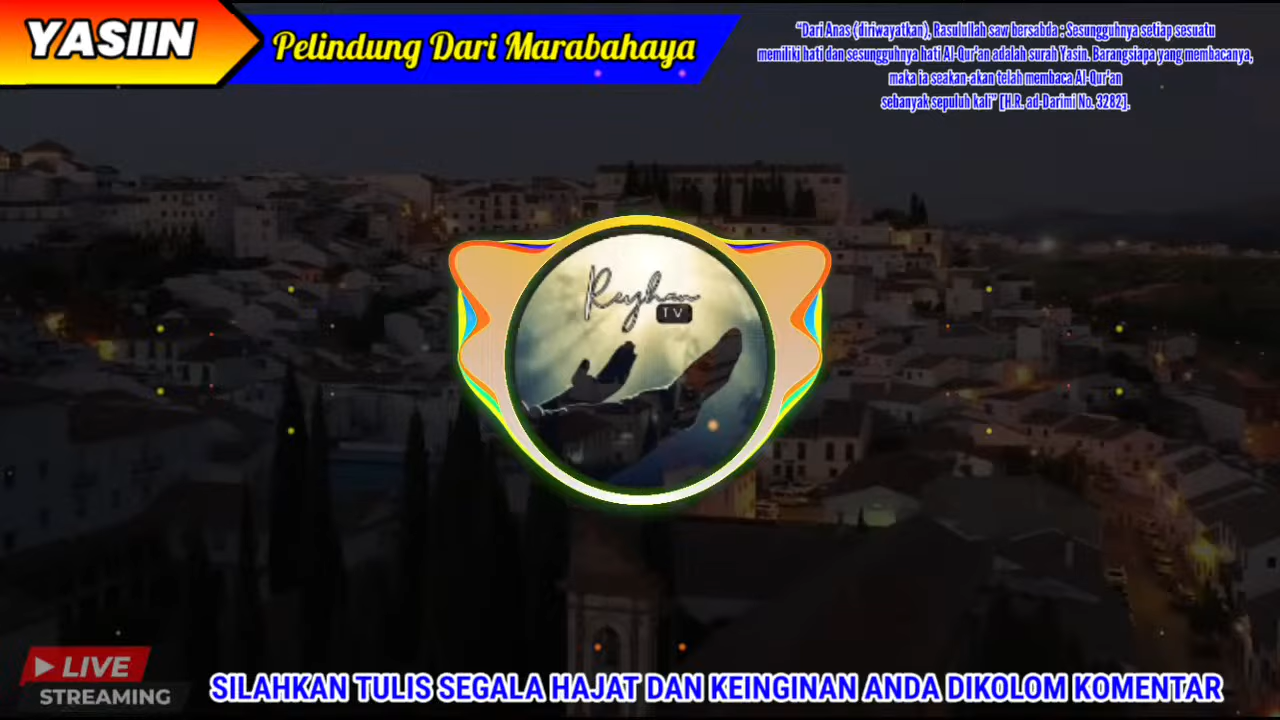 YASIIN
Pelindung Dari Marabahaya
“Dari Anas (diriwayatkan), Rasulullah saw bersabda : Sesungguhnya setiap sesuatu
memiliki hati dan sesungguhnya hati Al-Qur’an adalah surah Yasin. Barangsiapa yang membacanya,
maka ia seakan-akan telah membaca Al-Qur’an
sebanyak sepuluh kali” [H.R. ad-Darimi No. 3282].
Reyhan
TV
LIVE
STREAMING
SILAHKAN TULIS SEGALA HAJAT DAN KEINGINAN ANDA DIKOLOM KOMENTAR